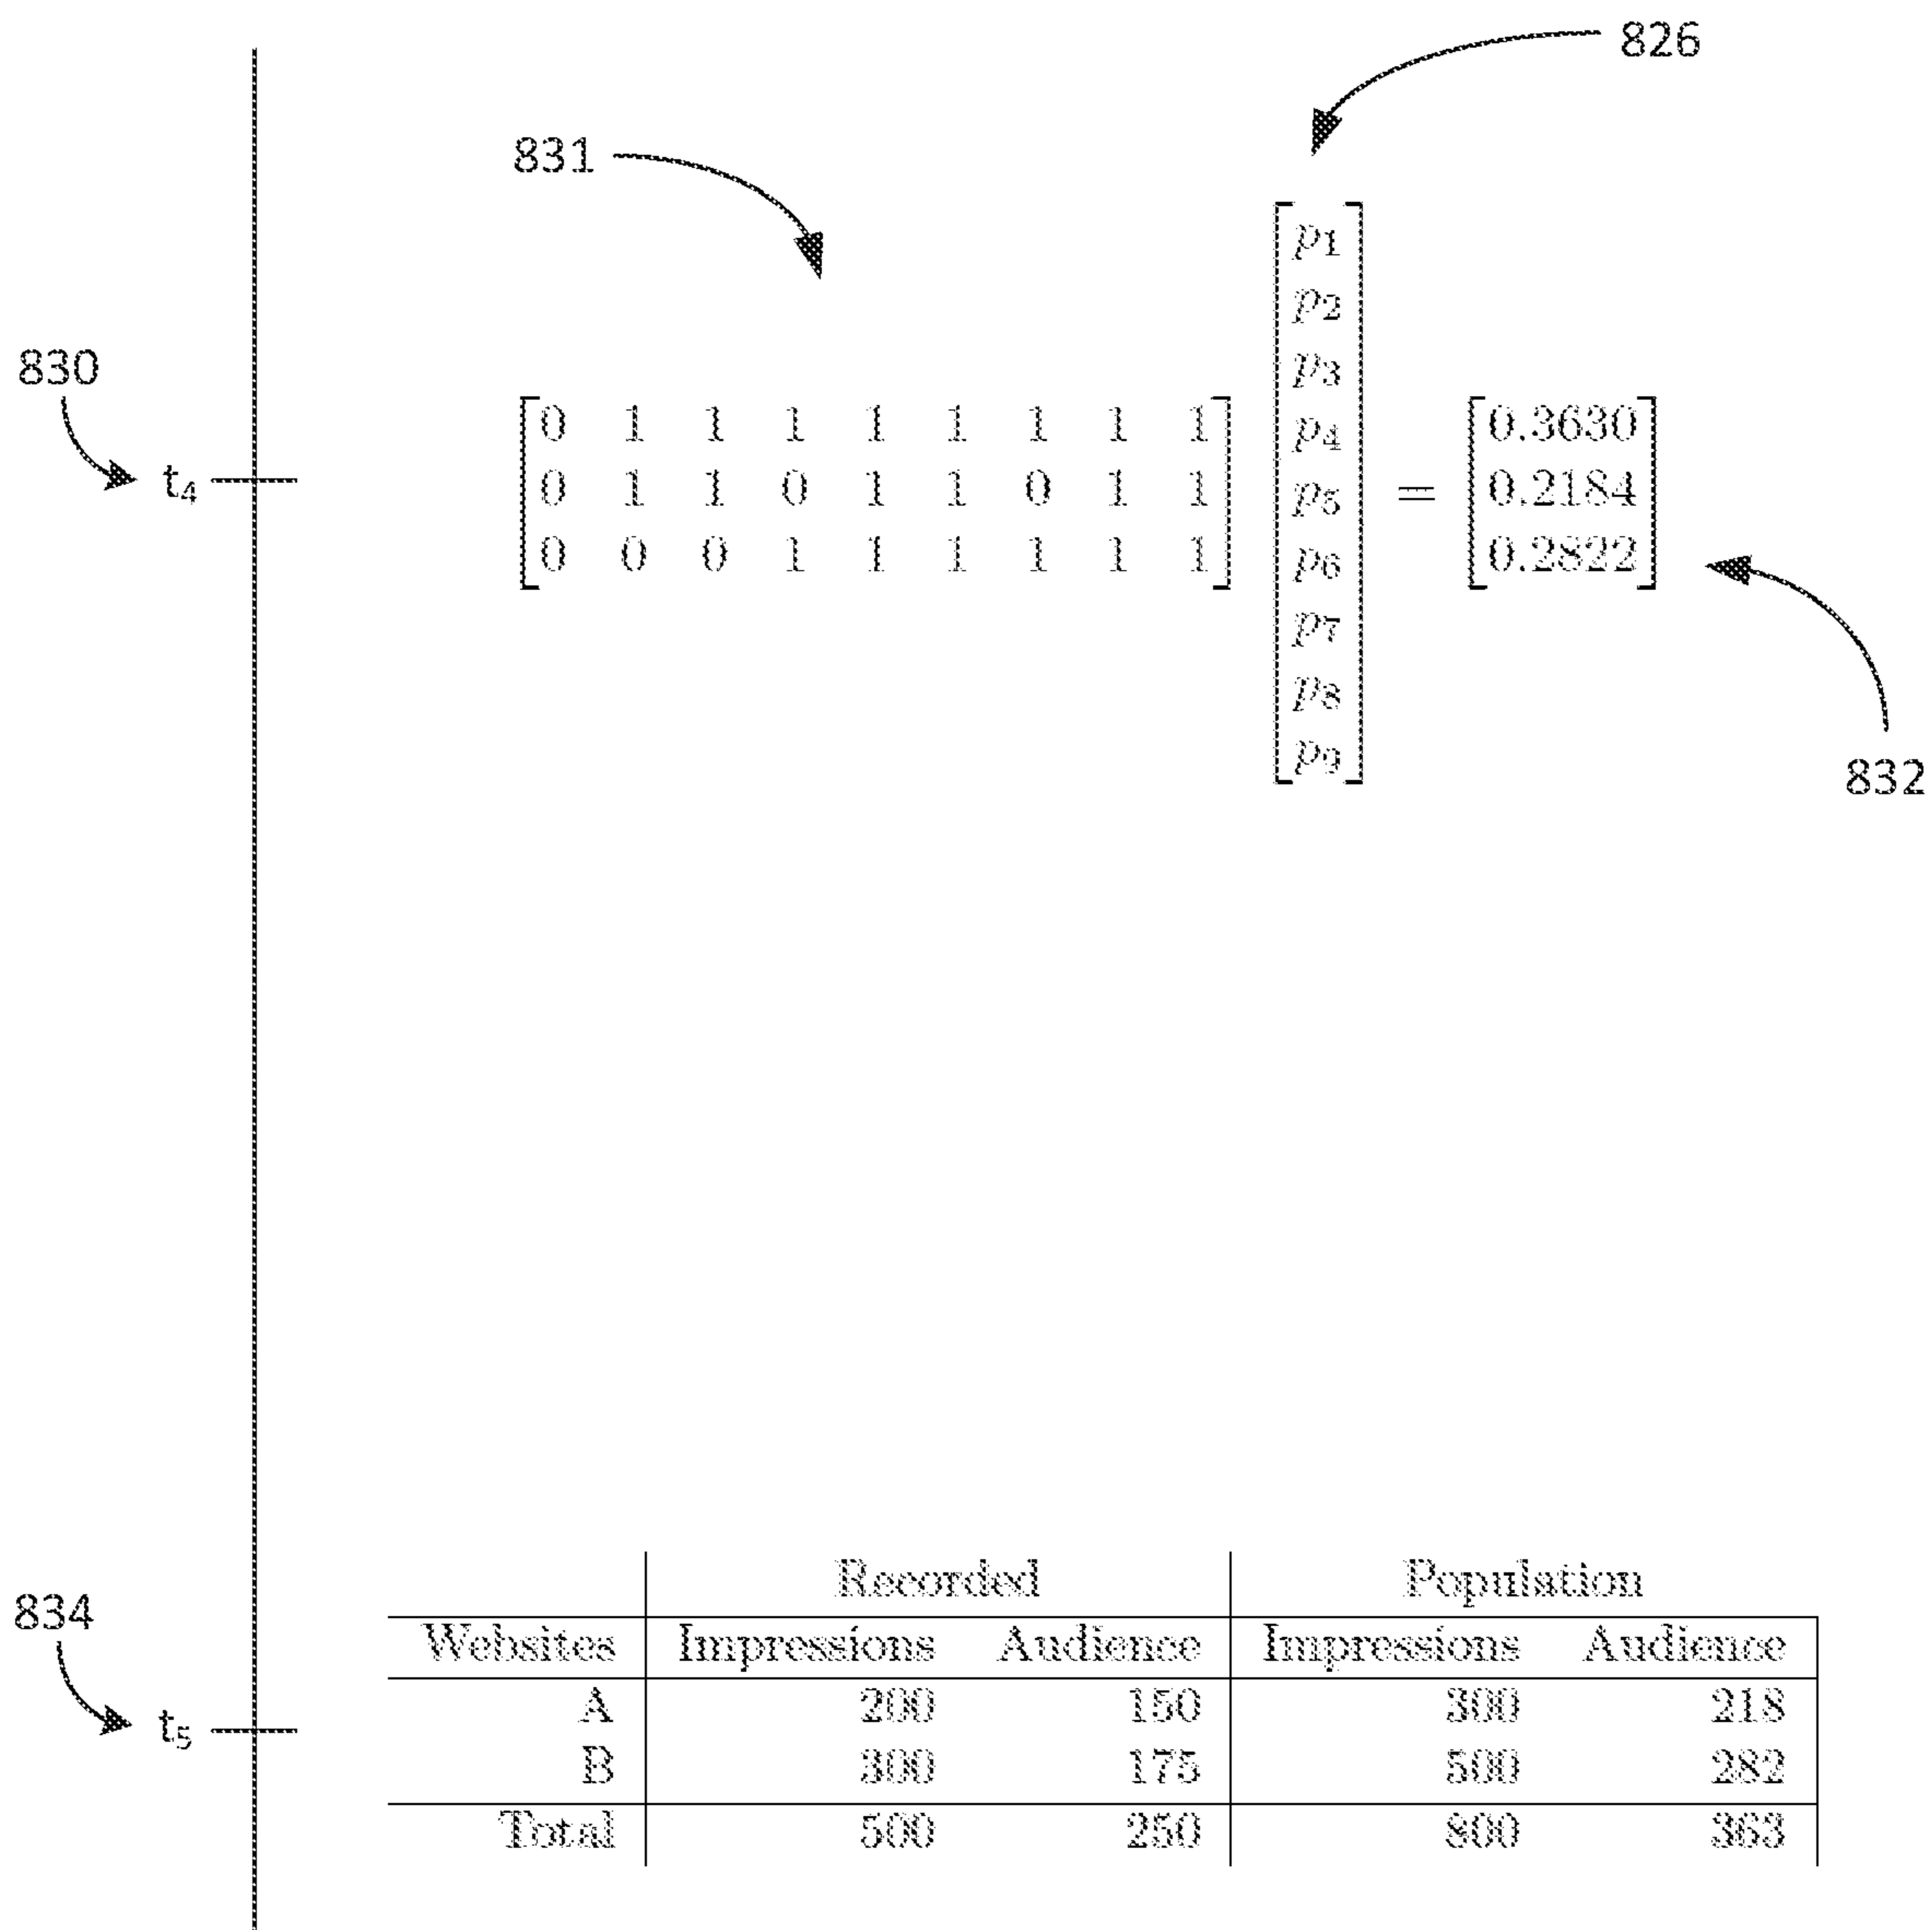 826
831
p1
p2
p3
830
0 1 1 1 1 1 1 1 1 p4 0.3630
t4 0 1 1 0 1 1 0 1 1 p5 = 0.2184
0 0 0 1 1 1 1 1 1 p6 0.2822
p7
p8
p9
832
Recorded Population
834
Websites Impressions Audience Impressions Audience
A 200 150 300 218
t5
B 300 175 500 282
Total 500 250 800 363